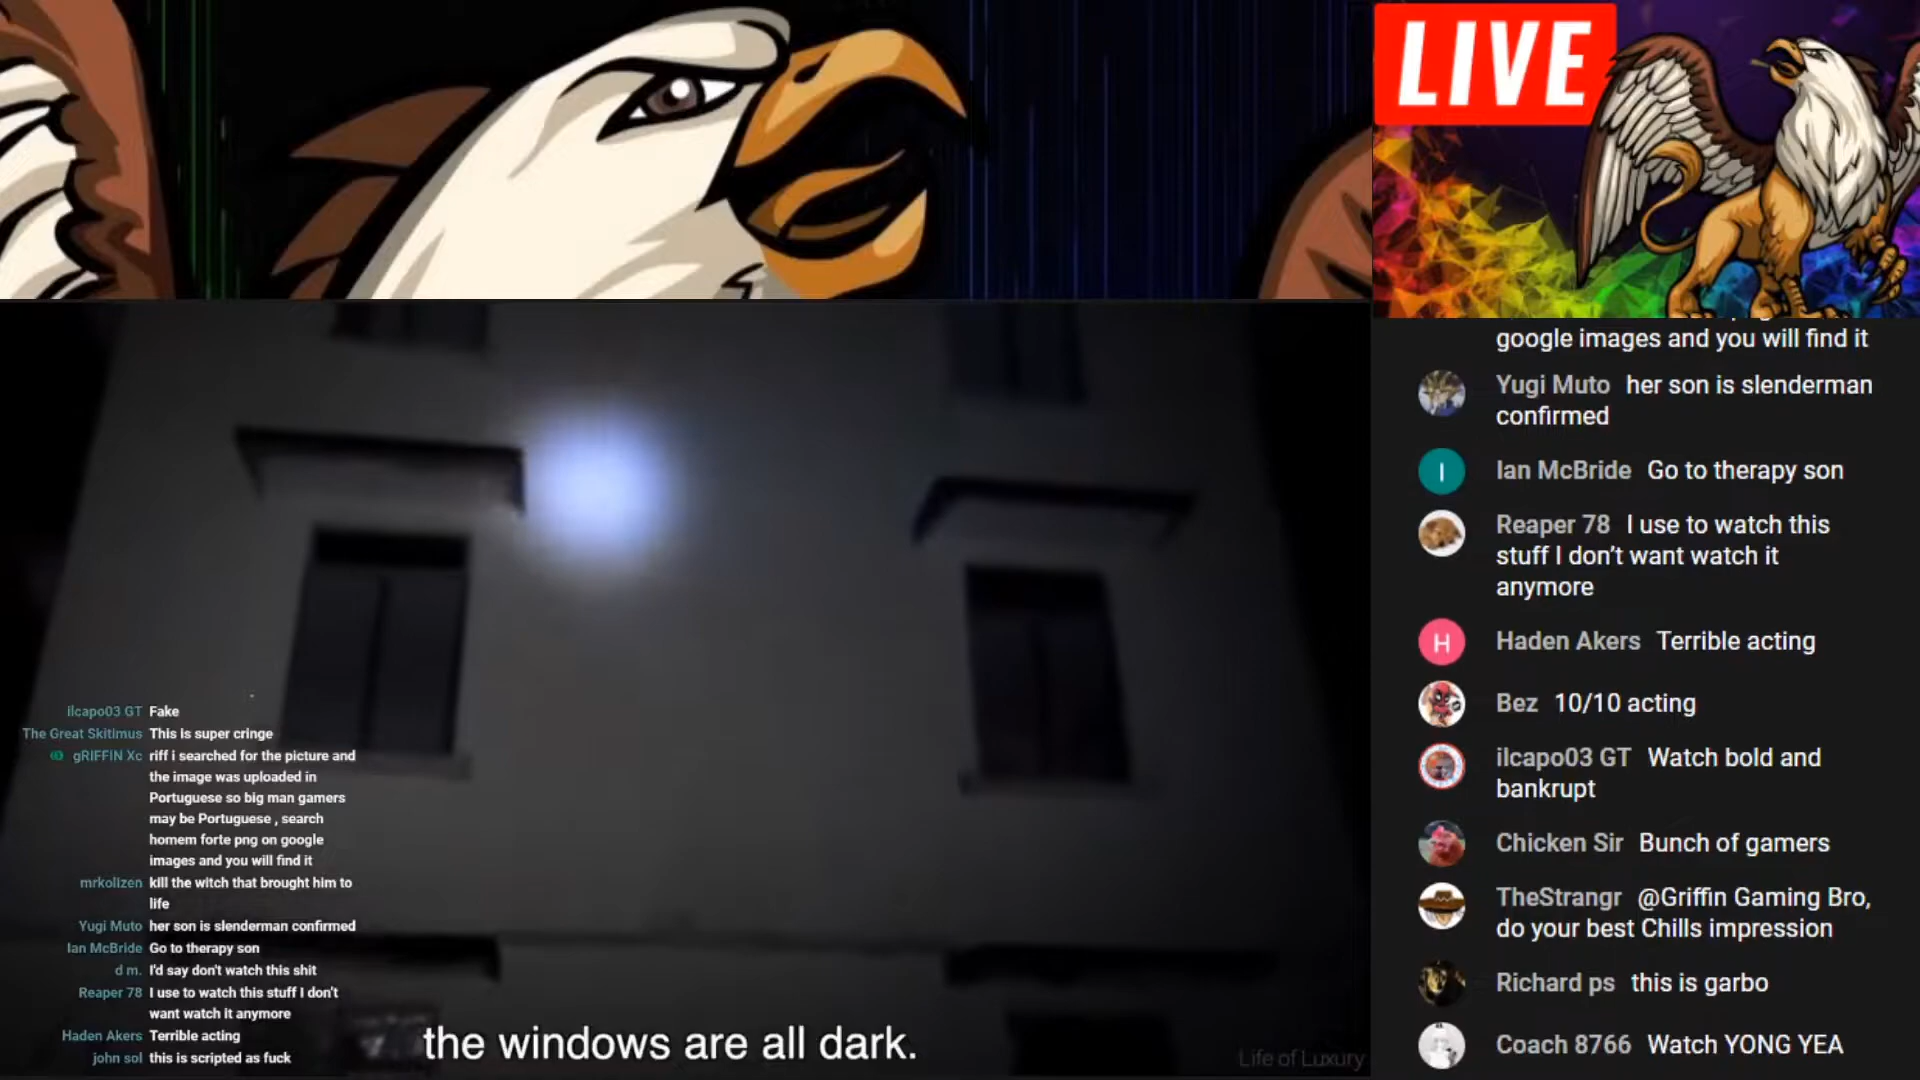 LIVE
google images and you will find it
Yugi Muto her son is slenderman
confirmed
I
Ian McBride Go to therapy son
Reaper 78 I use to watch this
stuff I don't want watch it
anymore
H
Haden Akers Terrible acting
Bez 10/10 acting
ilcapo03 GT Watch bold and
bankrupt
Chicken Sir Bunch of gamers
TheStrangr @Griffin Gaming Bro,
do your best Chills impression
Richard ps this is garbo
Coach 8766 Watch YONG YEA
ilcapo03 GT Fake
The Great Skitimus This is super cringe
gRIFFIN Xc riff i searched for the picture and
the image was uploaded in
Portuguese so big man gamers
may be Portuguese , search
homem forte png on google
images and you will find it
mrkolizen kill the witch that brought him to
life
Yugi Muto her son is slenderman confirmed
Ian McBride Go to therapy son
d m. I'd say don't watch this shit
Reaper 78 I use to watch this stuff I don't
want watch it anymore
Haden Akers Terrible acting
john sol this is scripted as fuck
the windows are all dark.
Life of Luxury